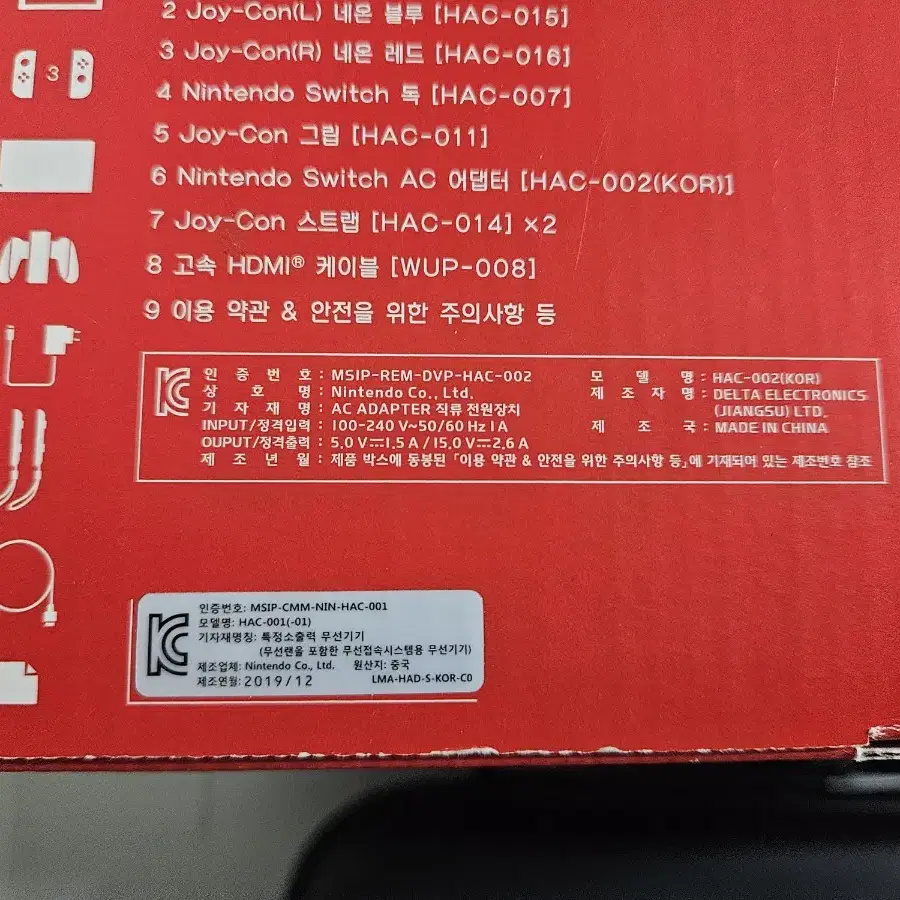 2 Joy-Con(L) 네온 블루 [HAC-015]
3 Joy-Con(R) 네온 레드 [HAC-016]
3
4 Nintendo Switch 독 [HAC-007]
5 Joy-Con 그립 [HAC-011]
6 Nintendo Switch AC 어댑터 [HAC-002(KOR)]
7 Joy-Con 스트랩 [HAC-014] ×2
8 고속 HDMI® 케이블 [WUP-008]
9 이용 약관 & 안전을 위한 주의사항 등
인 증 번 호 : MSIP-REM-DVP-HAC-002
상 호 명 : Nintendo Co., Ltd.
기 자 재 명 : AC ADAPTER 직류 전원장치
INPUT/정격입력 : 100-240 V~50/60 Hz 1A
OUPUT/정격출력 : 5.0 V⎓1.5 A / 15.0 V⎓2.6 A
모 델 명 : HAC-002(KOR)
제 조 자 명 : DELTA ELECTRONICS
(JIANGSU) LTD.
제 조 국 : MADE IN CHINA
제 조 년 월 : 제품 박스에 동봉된 「이용 약관 & 안전을 위한 주의사항 등」에 기재되어 있는 제조번호 참조
인증번호: MSIP-CMM-NIN-HAC-001
모델명: HAC-001(-01)
기자재명칭: 특정소출력 무선기기
(무선랜을 포함한 무선접속시스템용 무선기기)
제조업체: Nintendo Co., Ltd. 원산지: 중국
제조연월: 2019/12 LMA-HAD-S-KOR-C0